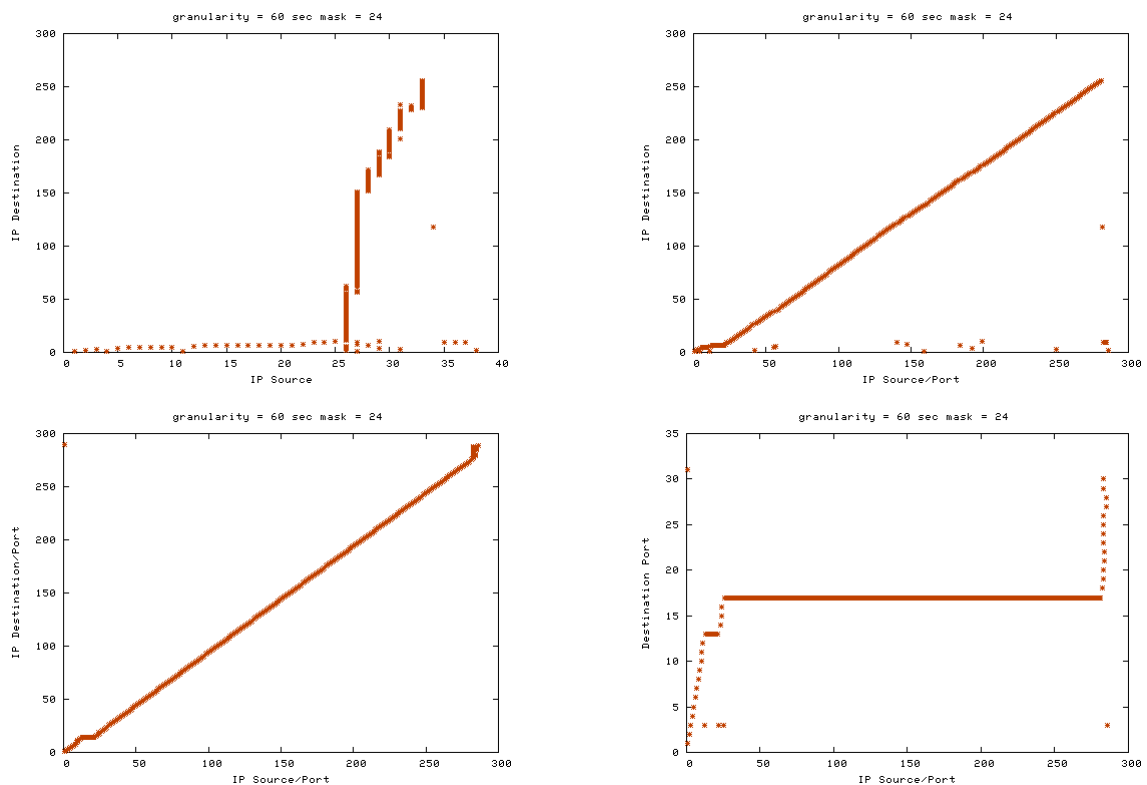 granularity = 60 sec mask = 24
300
250
200
150
100
50
0
IP Destination
0 5 10 15 20 25 30 35 40
IP Source
granularity = 60 sec mask = 24
300
250
200
150
100
50
0
IP Destination
0 50 100 150 200 250 300
IP Source/Port
granularity = 60 sec mask = 24
300
250
200
150
100
50
0
IP Destination/Port
0 50 100 150 200 250 300
IP Source/Port
granularity = 60 sec mask = 24
35
30
25
20
15
10
5
0
Destination Port
0 50 100 150 200 250 300
IP Source/Port